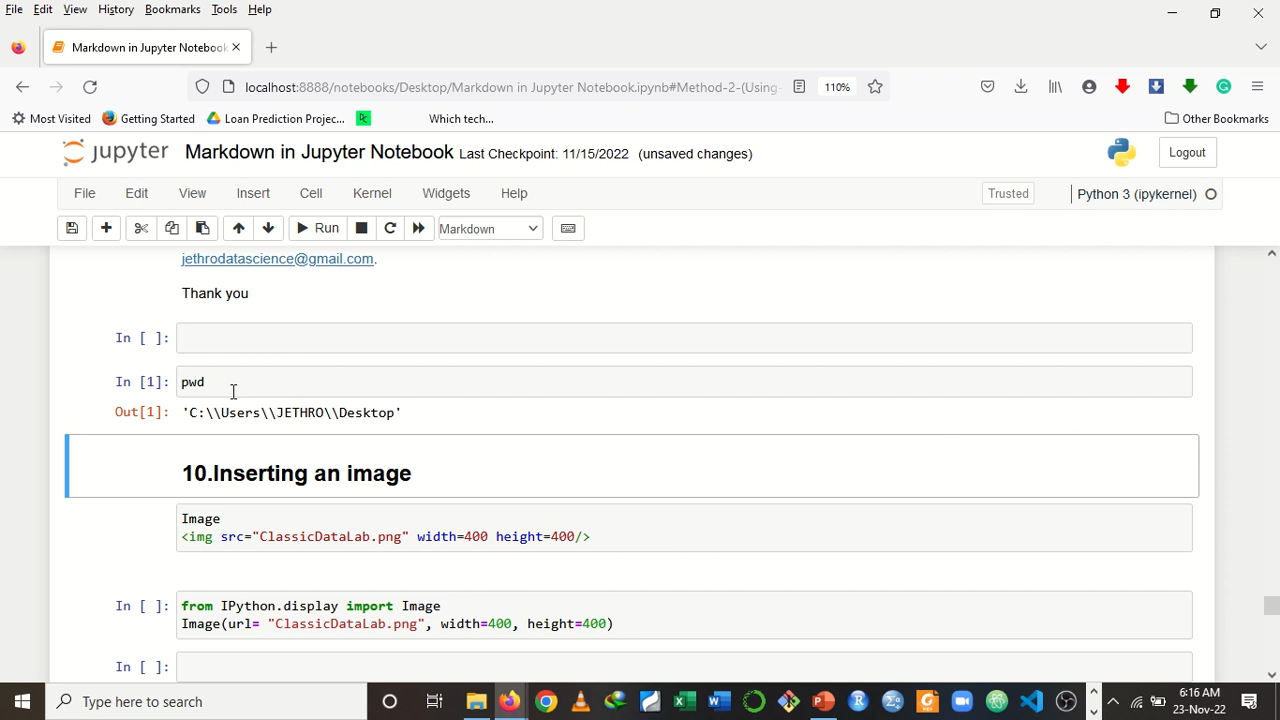 File Edit View History Bookmarks Tools Help
Markdown in Jupyter Notebook
localhost:8888/notebooks/Desktop/Markdown in Jupyter Notebook.ipynb#Method-2-(Using- 110%
Most Visited Getting Started Loan Prediction Projec... Which tech... Other Bookmarks
jupyter Markdown in Jupyter Notebook Last Checkpoint: 11/15/2022 (unsaved changes) Logout
File Edit View Insert Cell Kernel Widgets Help Trusted Python 3 (ipykernel)
Run Markdown
jethrodatascience@gmail.com.
Thank you
In [ ]:
In [1]: pwd
Out[1]: 'C:\\Users\\JETHRO\\Desktop'
10.Inserting an image
Image
<img src="ClassicDataLab.png" width=400 height=400/>
In [ ]: from IPython.display import Image
Image(url= "ClassicDataLab.png", width=400, height=400)
In [ ]:
Type here to search
6:16 AM
23-Nov-22